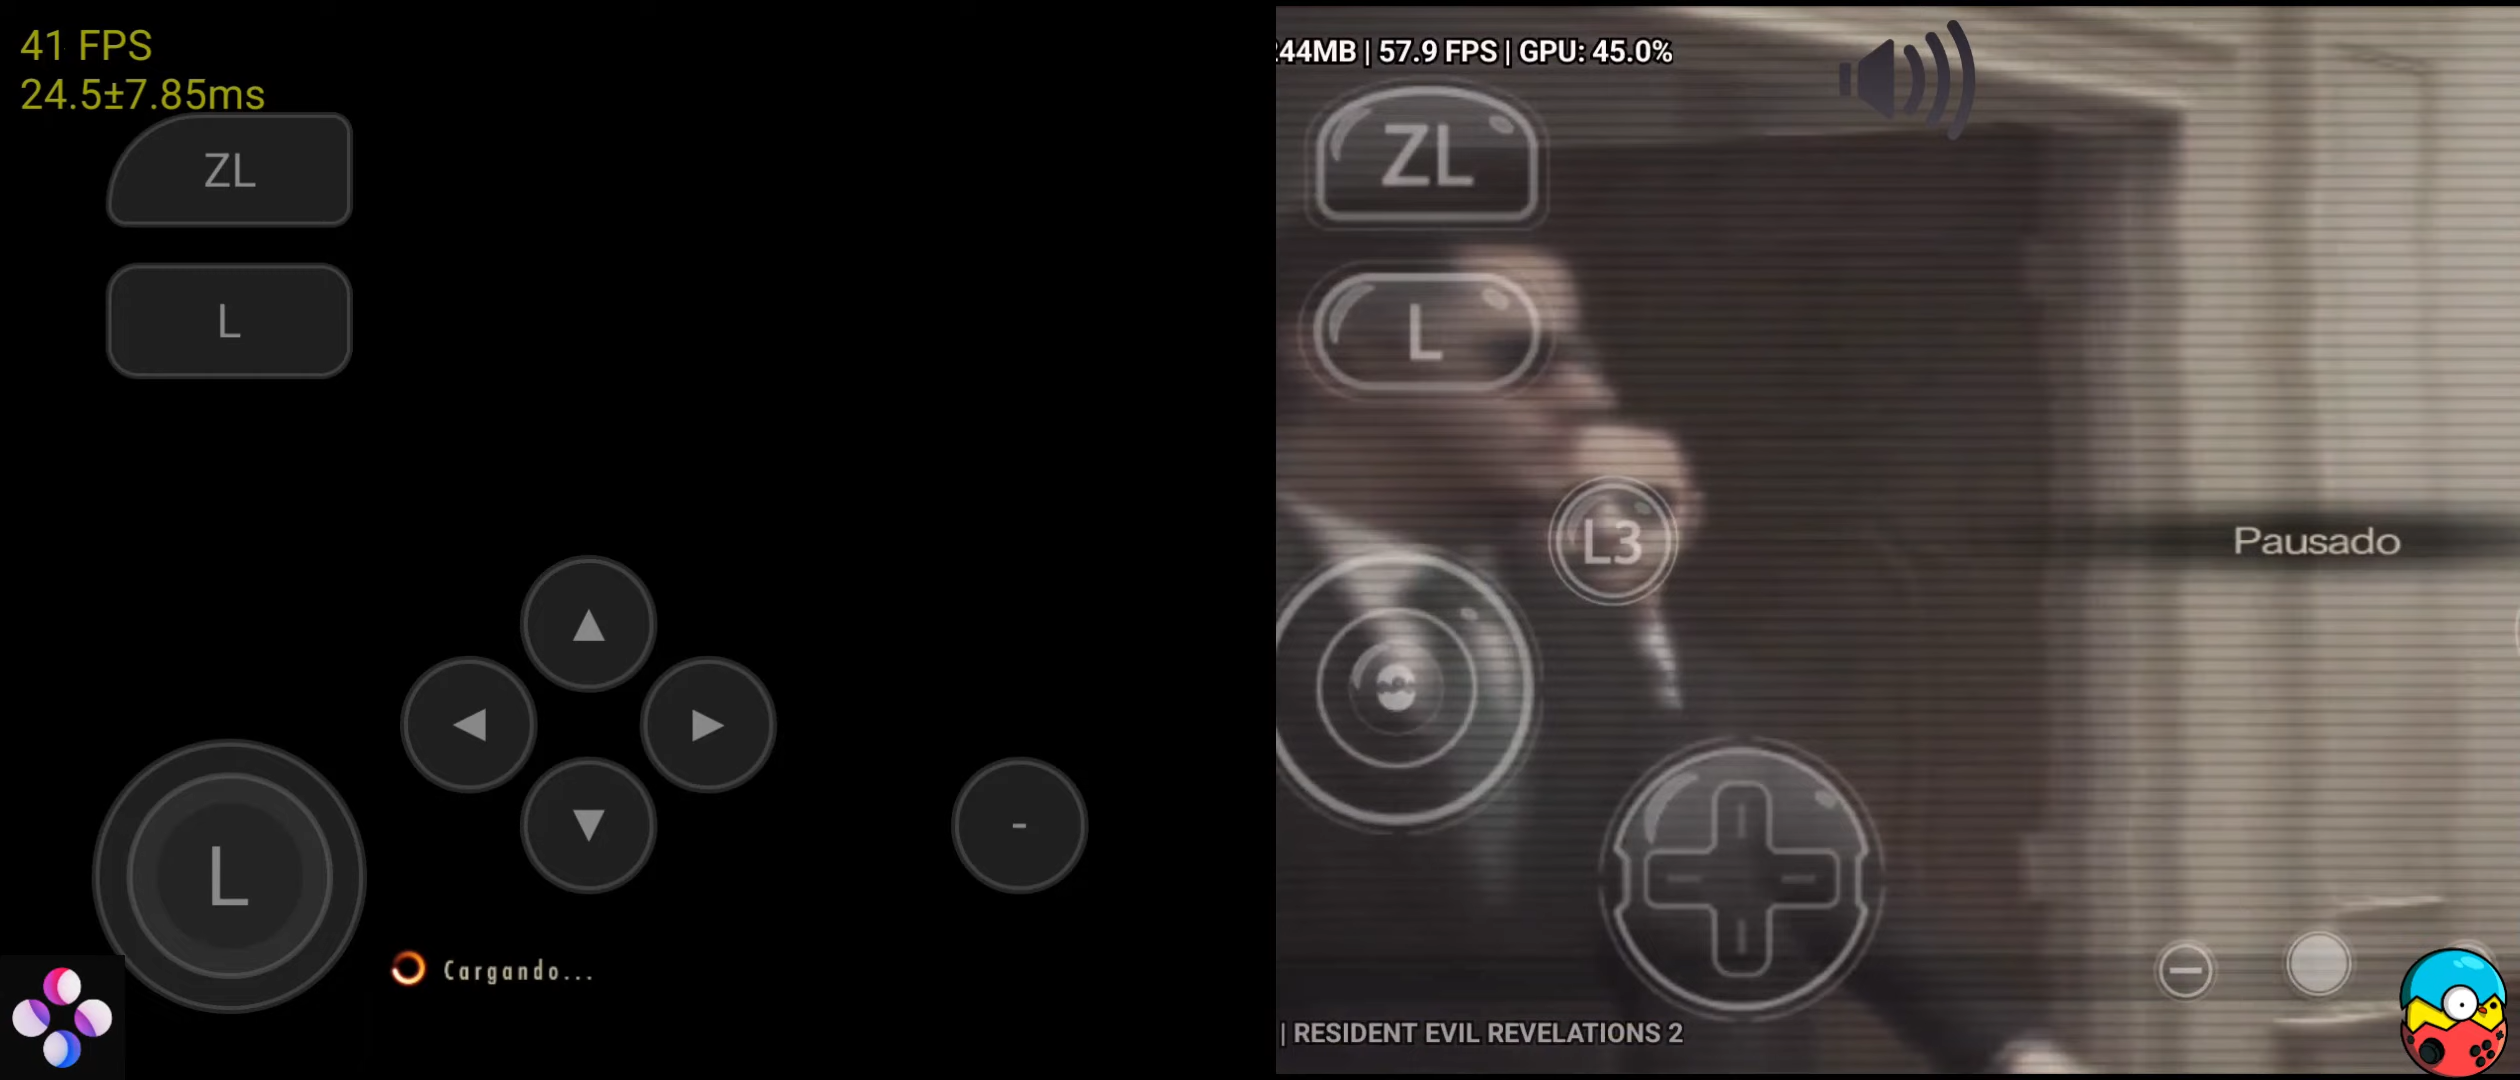 41 FPS
24.5±7.85ms
ZL
L
L
-
Cargando...
244MB | 57.9 FPS | GPU: 45.0%
ZL
L
L3
Pausado
| RESIDENT EVIL REVELATIONS 2